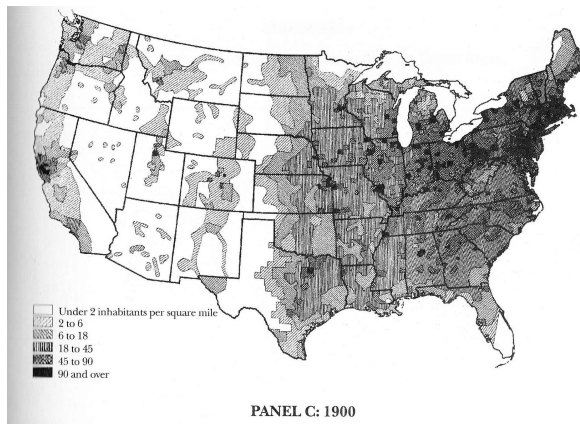 Under 2 inhabitants per square mile
2 to 6
6 to 18
18 to 45
45 to 90
90 and over
PANEL C: 1900